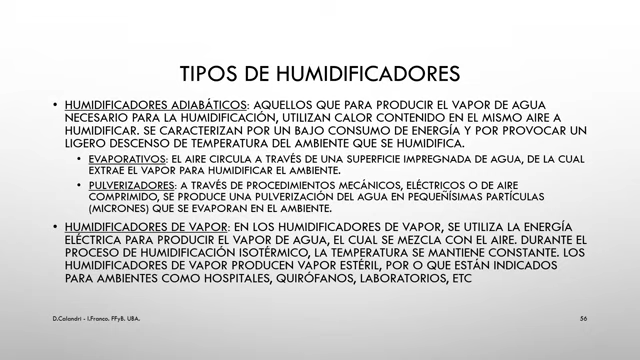 TIPOS DE HUMIDIFICADORES
• HUMIDIFICADORES ADIABÁTICOS: AQUELLOS QUE PARA PRODUCIR EL VAPOR DE AGUA
NECESARIO PARA LA HUMIDIFICACIÓN, UTILIZAN CALOR CONTENIDO EN EL MISMO AIRE A
HUMIDIFICAR. SE CARACTERIZAN POR UN BAJO CONSUMO DE ENERGÍA Y POR PROVOCAR UN
LIGERO DESCENSO DE TEMPERATURA DEL AMBIENTE QUE SE HUMIDIFICA.
• EVAPORATIVOS: EL AIRE CIRCULA A TRAVÉS DE UNA SUPERFICIE IMPREGNADA DE AGUA, DE LA CUAL
EXTRAE EL VAPOR PARA HUMIDIFICAR EL AMBIENTE.
• PULVERIZADORES: A TRAVÉS DE PROCEDIMIENTOS MECÁNICOS, ELÉCTRICOS O DE AIRE
COMPRIMIDO, SE PRODUCE UNA PULVERIZACIÓN DEL AGUA EN PEQUEÑÍSIMAS PARTÍCULAS
(MICRONES) QUE SE EVAPORAN EN EL AMBIENTE.
• HUMIDIFICADORES DE VAPOR: EN LOS HUMIDIFICADORES DE VAPOR, SE UTILIZA LA ENERGÍA
ELÉCTRICA PARA PRODUCIR EL VAPOR DE AGUA, EL CUAL SE MEZCLA CON EL AIRE. DURANTE EL
PROCESO DE HUMIDIFICACIÓN ISOTÉRMICO, LA TEMPERATURA SE MANTIENE CONSTANTE. LOS
HUMIDIFICADORES DE VAPOR PRODUCEN VAPOR ESTÉRIL, POR O QUE ESTÁN INDICADOS
PARA AMBIENTES COMO HOSPITALES, QUIRÓFANOS, LABORATORIOS, ETC
D.Calandri - I.Franco. FFyB. UBA.
56